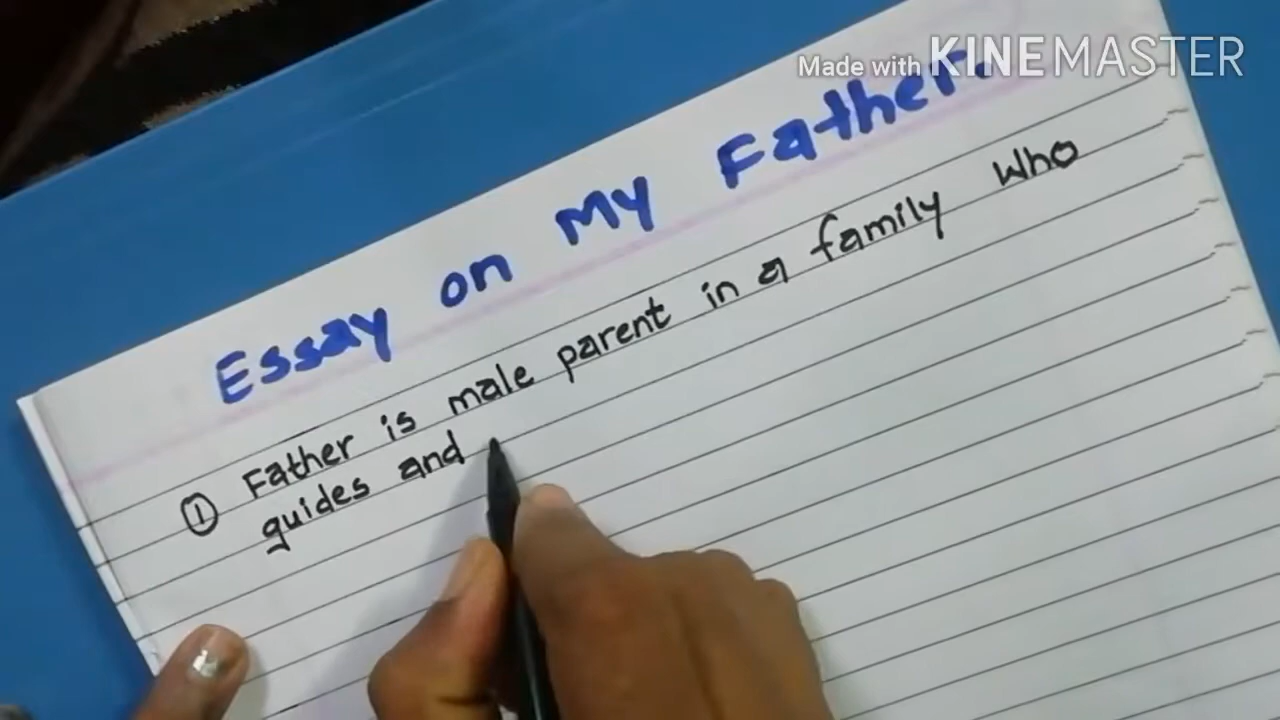 Made with KINEMASTER
Essay on My Father.
① Father is male parent in a family Who
guides and